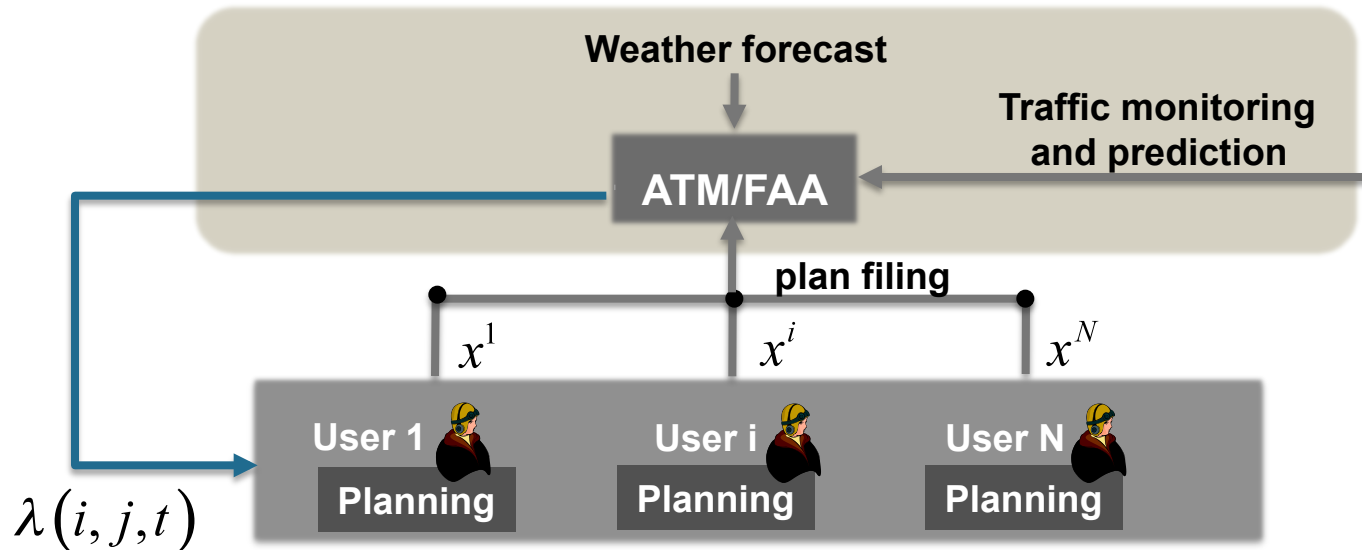 Weather forecast
Traffic monitoring
and prediction
ATM/FAA
plan filing
x^1
x^i
x^N
User 1
User i
User N
Planning
Planning
Planning
λ(i, j,t)